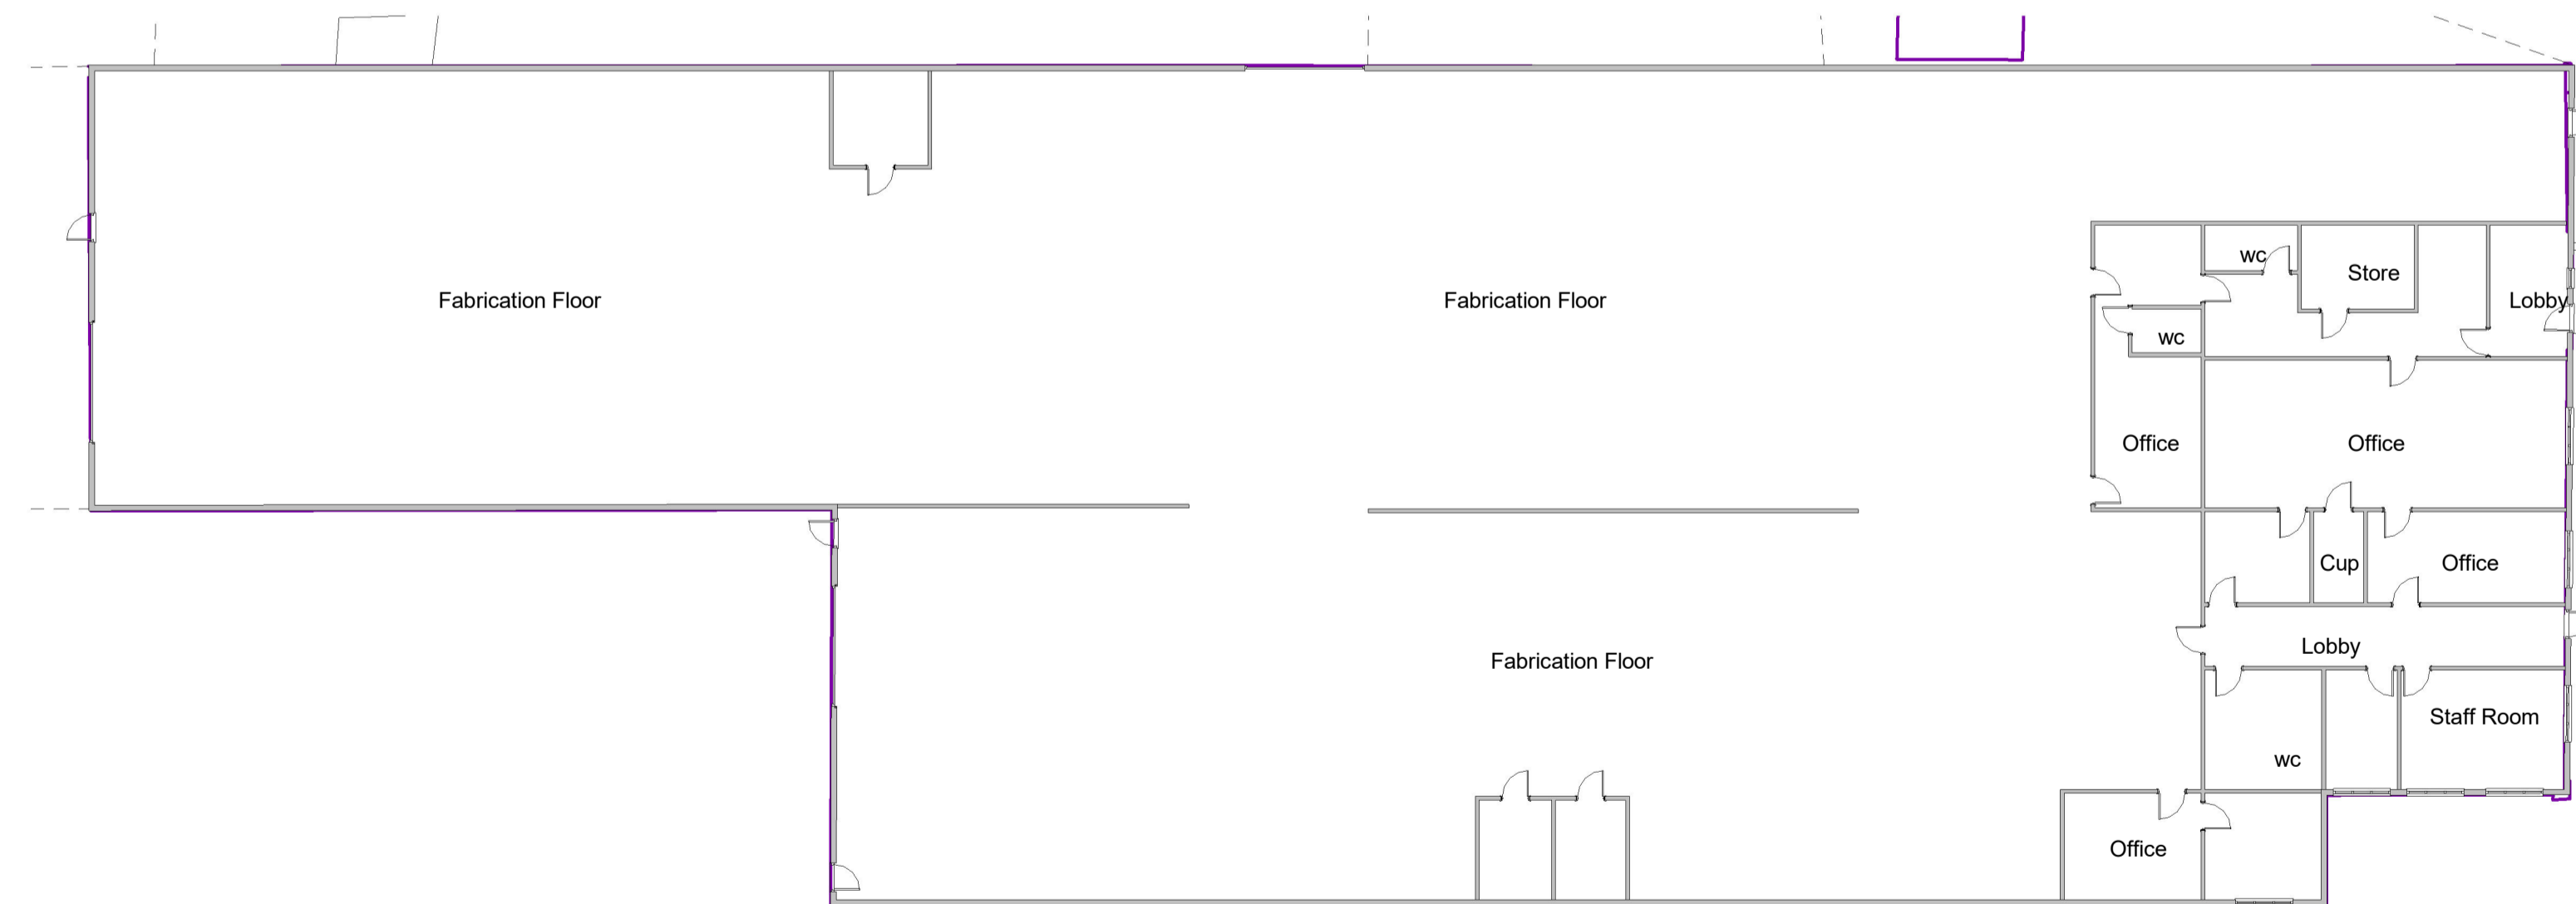 wc
Store
Fabrication Floor
Fabrication Floor
Lobby
wc
Office
Office
Cup
Office
Lobby
Fabrication Floor
Staff Room
wc
Office